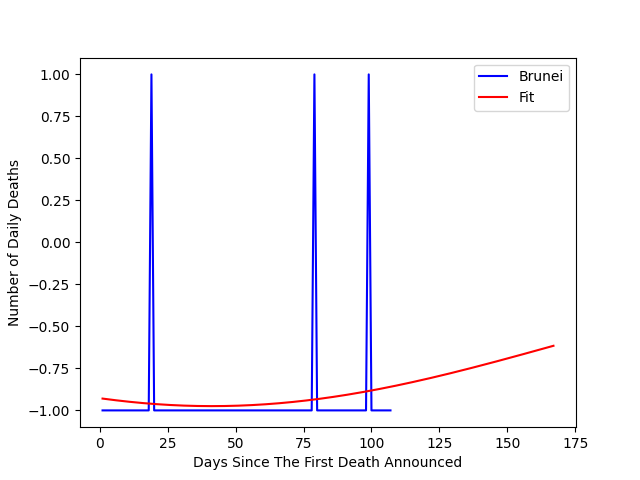 1.00
0.75
0.50
0.25
0.00
−0.25
−0.50
−0.75
−1.00
Number of Daily Deaths
Brunei
Fit
0 25 50 75 100 125 150 175
Days Since The First Death Announced